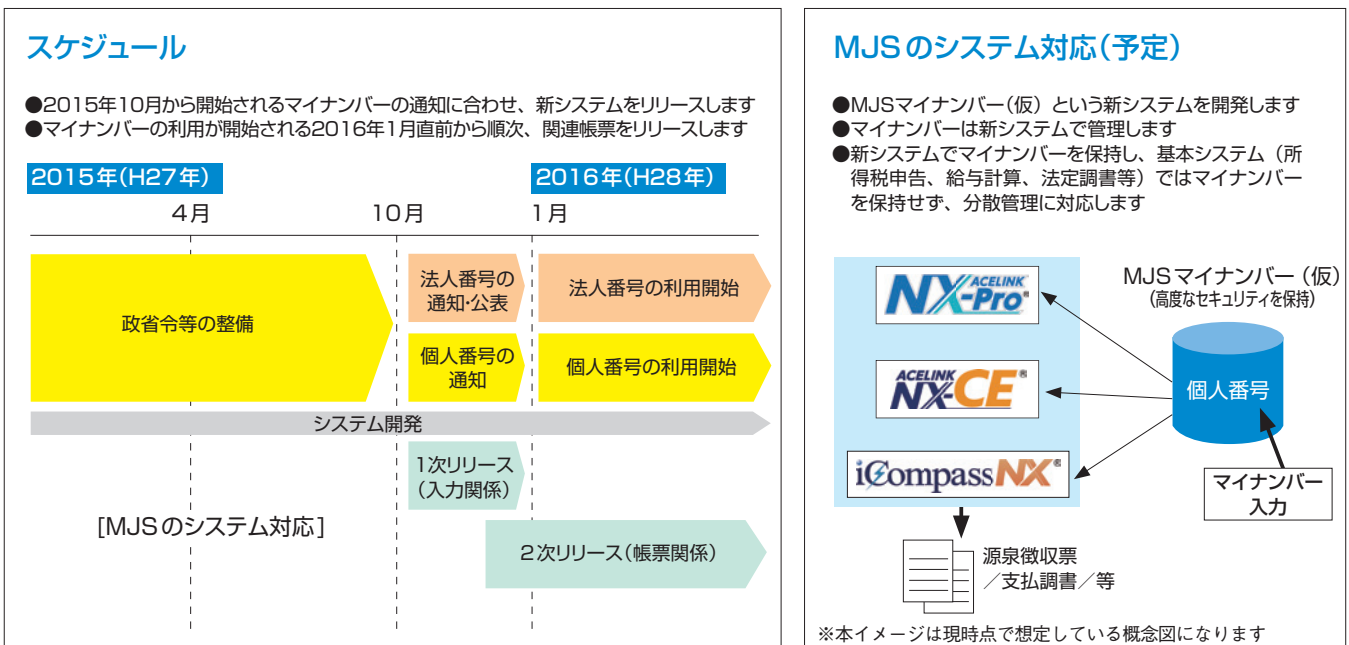 スケジュール
●2015年10月から開始されるマイナンバーの通知に合わせ、新システムをリリースします
●マイナンバーの利用が開始される2016年1月直前から順次、関連帳票をリリースします
2015年(H27年)
2016年(H28年)
4月
10月
1月
政省令等の整備
法人番号の
通知・公表
法人番号の利用開始
個人番号の
通知
個人番号の利用開始
システム開発
1次リリース
(入力関係)
[MJSのシステム対応]
2次リリース(帳票関係)
MJSのシステム対応(予定)
●MJSマイナンバー(仮)という新システムを開発します
●マイナンバーは新システムで管理します
●新システムでマイナンバーを保持し、基本システム(所
得税申告、給与計算、法定調書等)ではマイナンバー
を保持せず、分散管理に対応します
ACELINK
NX-Pro®
ACELINK
NX-CE®
iCompassNX®
MJSマイナンバー(仮)
(高度なセキュリティを保持)
個人番号
マイナンバー
入力
源泉徴収票
/支払調書/等
※本イメージは現時点で想定している概念図になります